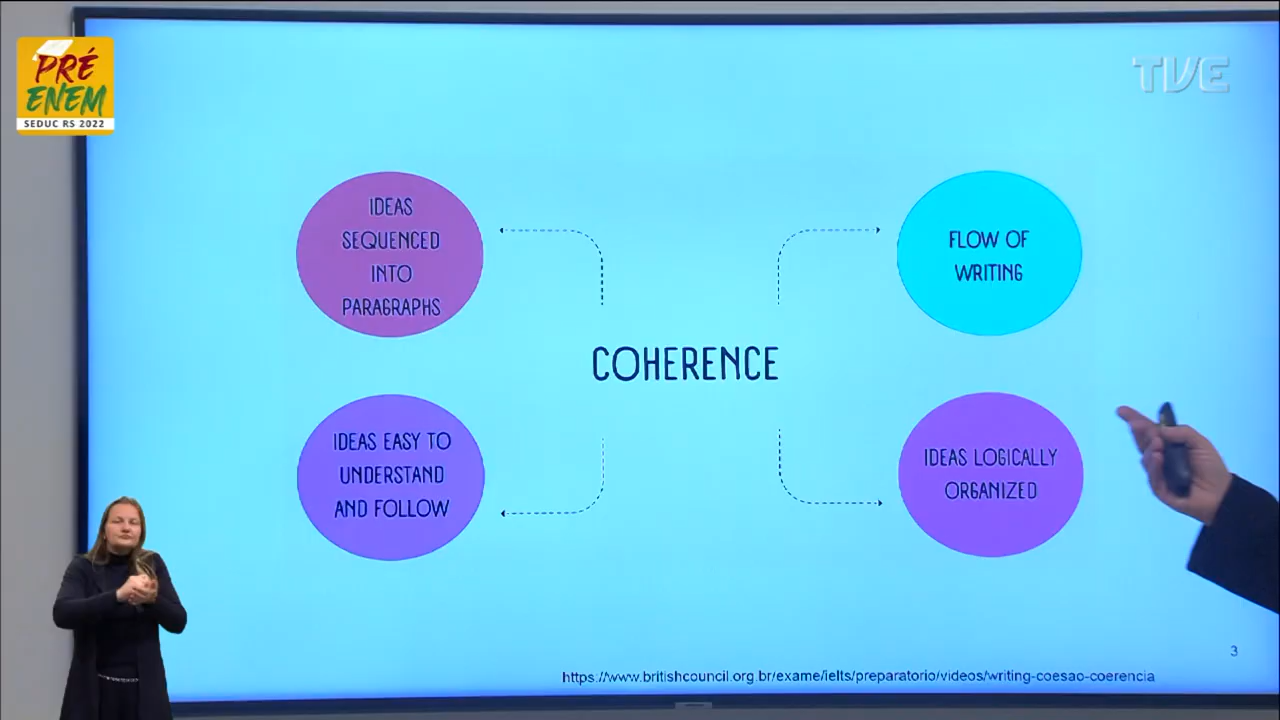 PRÉ
ENEM
SEDUC RS 2022
TVE
IDEAS
SEQUENCED
INTO
PARAGRAPHS
FLOW OF
WRITING
COHERENCE
IDEAS EASY TO
UNDERSTAND
AND FOLLOW
IDEAS LOGICALLY
ORGANIZED
3
https://www.britishcouncil.org.br/exame/ielts/preparatorio/videos/writing-coesao-coerencia